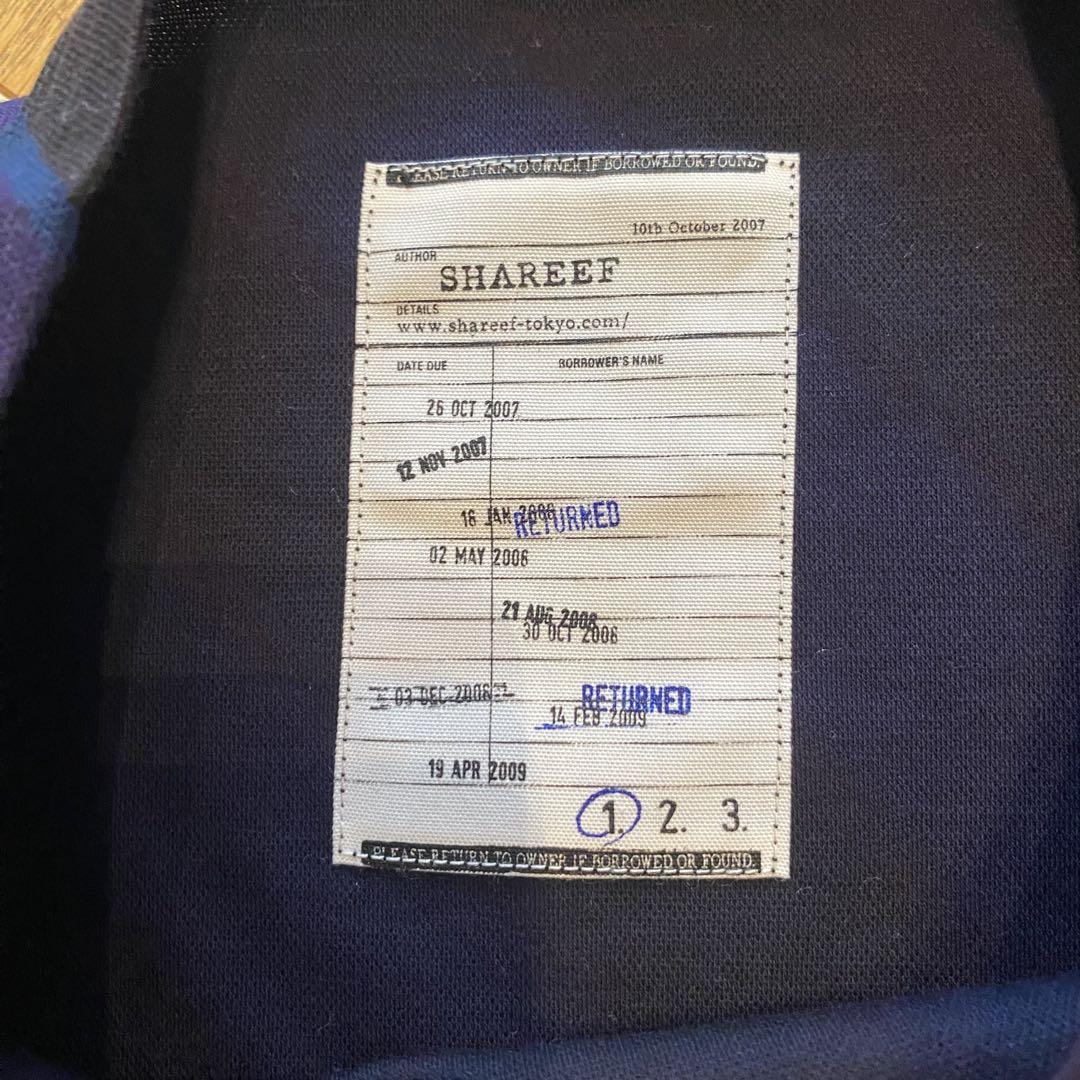 PLEASE RETURN TO OWNER IF BORROWED OR FOUND.
10th October 2007
AUTHOR
SHAREEF
DETAILS
www.shareef-tokyo.com/
DATE DUE BORROWER'S NAME
26 OCT 2007
12 NOV 2007
16 JAN 2008 RETURNED
02 MAY 2008
29 AUG 2008
30 OCT 2008
03 DEC 2008
RETURNED
14 FEB 2009
19 APR 2009
1. 2. 3.
PLEASE RETURN TO OWNER IF BORROWED OR FOUND.